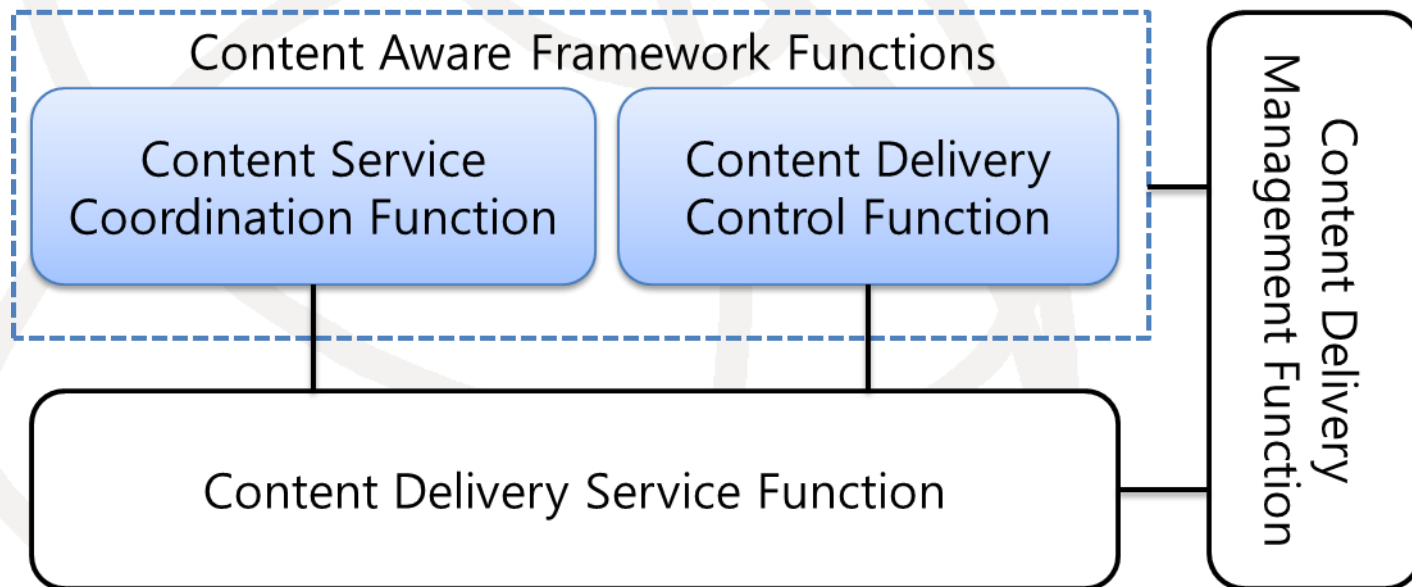 Content Aware Framework Functions
Content Service
Coordination Function
Content Delivery
Control Function
Content Delivery
Management Function
Content Delivery Service Function